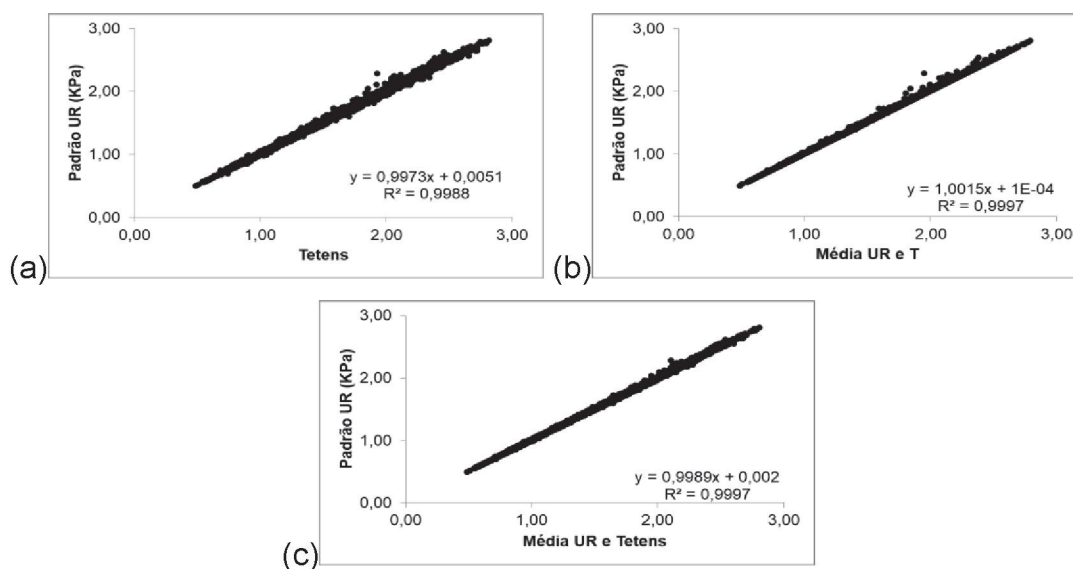 3,00
2,00
1,00
0,00
Padrão UR (KPa)
y = 0,9973x + 0,0051
R² = 0,9988
0,00 1,00 2,00 3,00
Tetens
(a)
3,00
2,00
1,00
0,00
Padrão UR (KPa)
y = 1,0015x + 1E-04
R² = 0,9997
0,00 1,00 2,00 3,00
Média UR e T
(b)
3,00
2,00
1,00
0,00
Padrão UR (KPa)
y = 0,9989x + 0,002
R² = 0,9997
0,00 1,00 2,00 3,00
Média UR e Tetens
(c)